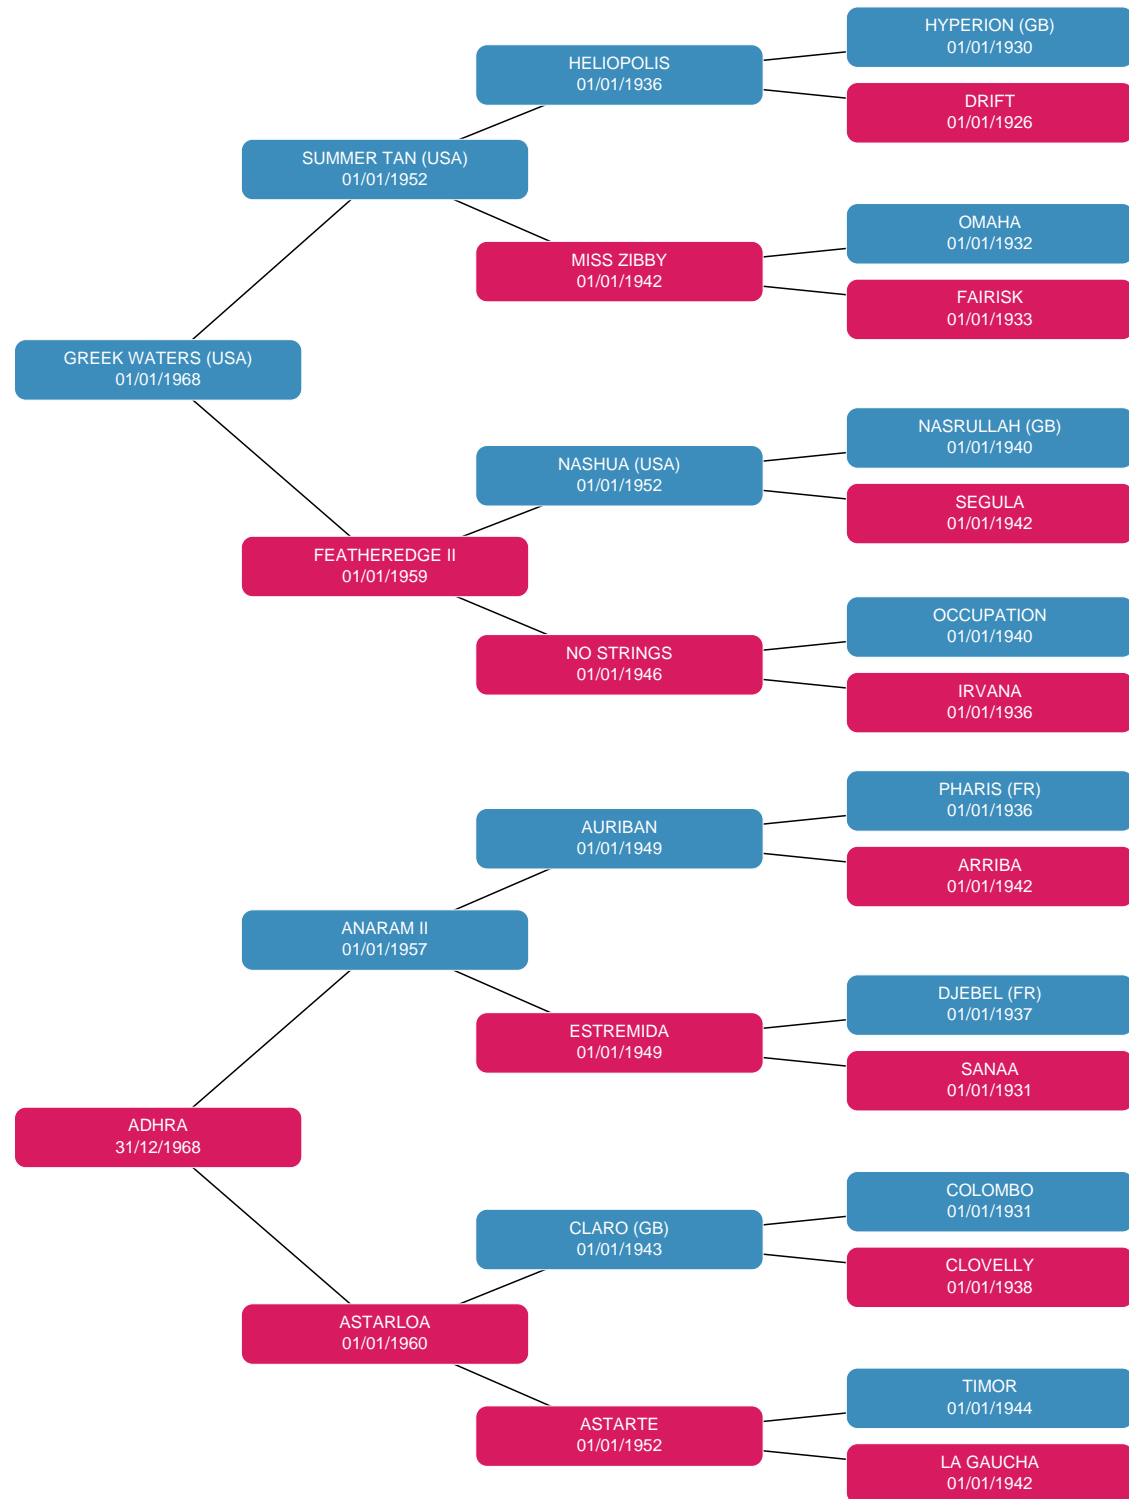 HYPERION (GB)
01/01/1930
HELIOPOLIS
01/01/1936
DRIFT
01/01/1926
SUMMER TAN (USA)
01/01/1952
OMAHA
01/01/1932
MISS ZIBBY
01/01/1942
FAIRISK
01/01/1933
GREEK WATERS (USA)
01/01/1968
NASRULLAH (GB)
01/01/1940
NASHUA (USA)
01/01/1952
SEGULA
01/01/1942
FEATHEREDGE II
01/01/1959
OCCUPATION
01/01/1940
NO STRINGS
01/01/1946
IRVANA
01/01/1936
PHARIS (FR)
01/01/1936
AURIBAN
01/01/1949
ARRIBA
01/01/1942
ANARAM II
01/01/1957
DJEBEL (FR)
01/01/1937
ESTREMIDA
01/01/1949
SANAA
01/01/1931
ADHRA
31/12/1968
COLOMBO
01/01/1931
CLARO (GB)
01/01/1943
CLOVELLY
01/01/1938
ASTARLOA
01/01/1960
TIMOR
01/01/1944
ASTARTE
01/01/1952
LA GAUCHA
01/01/1942